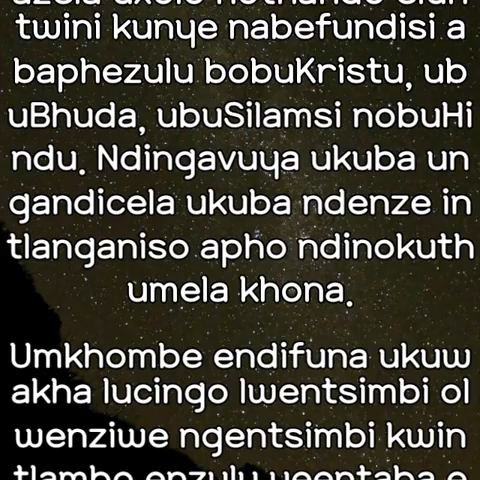 twini kunye nabefundisi a
baphezulu bobuKristu, ub
uBhuda, ubuSilamsi nobuHi
ndu. Ndingavuya ukuba un
gandicela ukuba ndenze in
tlanganiso apho ndinokuth
umela khona.
Umkhombe endifuna ukuw
akha lucingo lwentsimbi ol
wenziwe ngentsimbi kwin